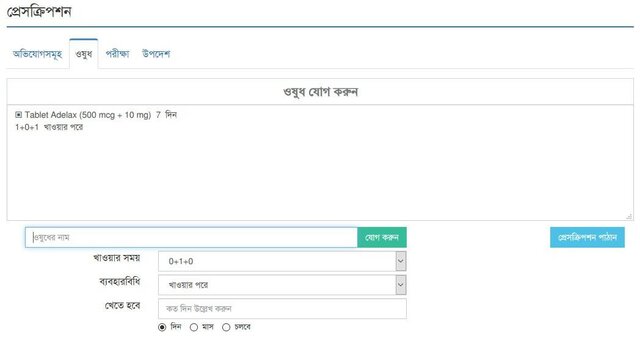 প্রেসক্রিপশন
অভিযোগসমূহ ওষুধ পরীক্ষা উপদেশ
ওষুধ যোগ করুন
Tablet Adelax (500 mcg + 10 mg) 7 দিন
1+0+1 খাওয়ার পরে
ওষুধের নাম যোগ করুন প্রেসক্রিপশন পাঠান
খাওয়ার সময় 0+1+0
ব্যবহারবিধি খাওয়ার পরে
খেতে হবে কত দিন উল্লেখ করুন
দিন মাস চলবে